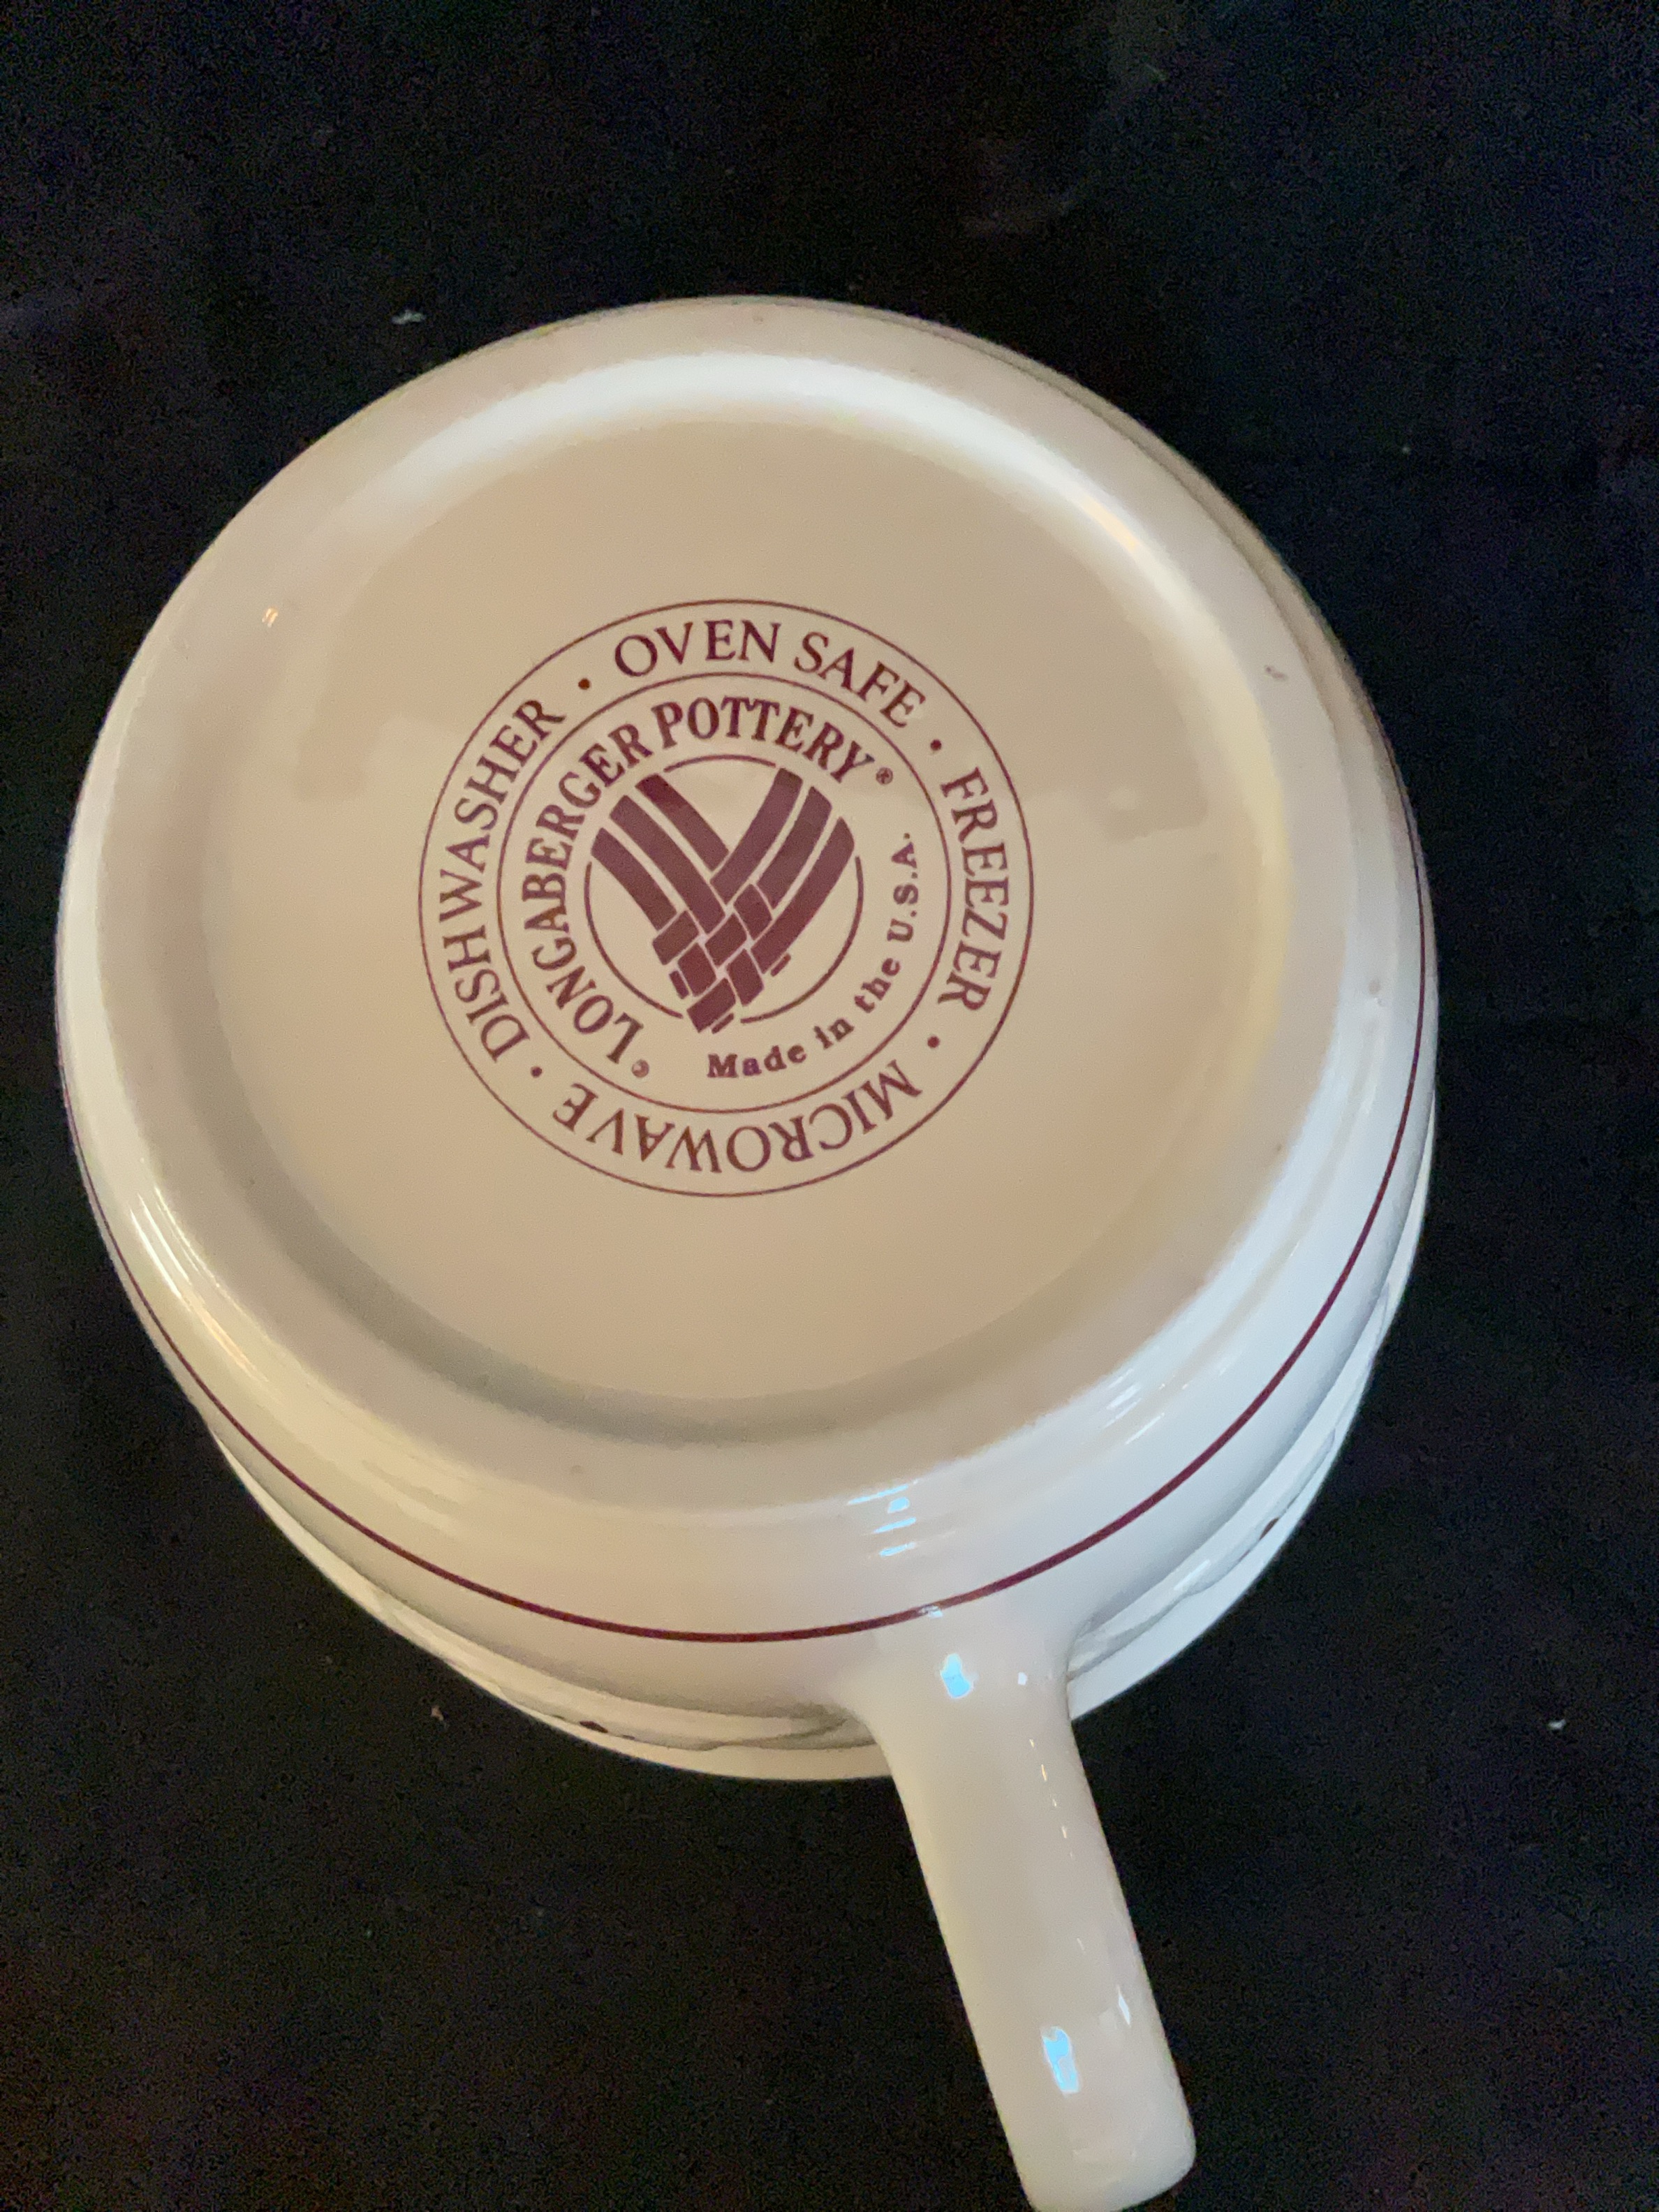 OVEN SAFE • FREEZER • MICROWAVE • DISHWASHER •
© LONGABERGER POTTERY ®
Made in the U.S.A.